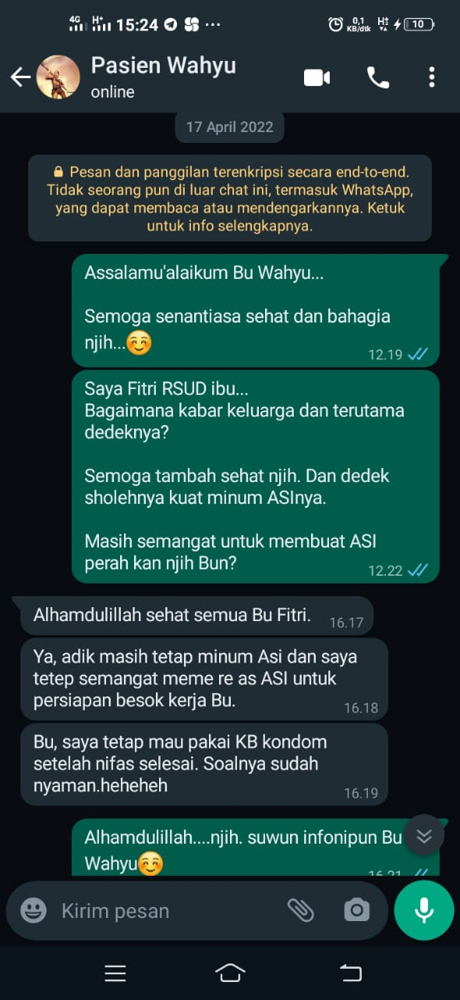 4G H+ 15:24 ...
0,1 KB/dtk 10
Pasien Wahyu
online
17 April 2022
Pesan dan panggilan terenkripsi secara end-to-end.
Tidak seorang pun di luar chat ini, termasuk WhatsApp,
yang dapat membaca atau mendengarkannya. Ketuk
untuk info selengkapnya.
Assalamu'alaikum Bu Wahyu...
Semoga senantiasa sehat dan bahagia
njih...☺️
12.19
Saya Fitri RSUD ibu...
Bagaimana kabar keluarga dan terutama
dedeknya?
Semoga tambah sehat njih. Dan dedek
sholehnya kuat minum ASInya.
Masih semangat untuk membuat ASI
perah kan njih Bun?
12.22
Alhamdulillah sehat semua Bu Fitri.
16.17
Ya, adik masih tetap minum Asi dan saya
tetep semangat meme re as ASI untuk
persiapan besok kerja Bu.
16.18
Bu, saya tetap mau pakai KB kondom
setelah nifas selesai. Soalnya sudah
nyaman.heheheh
16.19
Alhamdulillah....njih. suwun infonipun Bu
Wahyu☺️
16.21
Kirim pesan